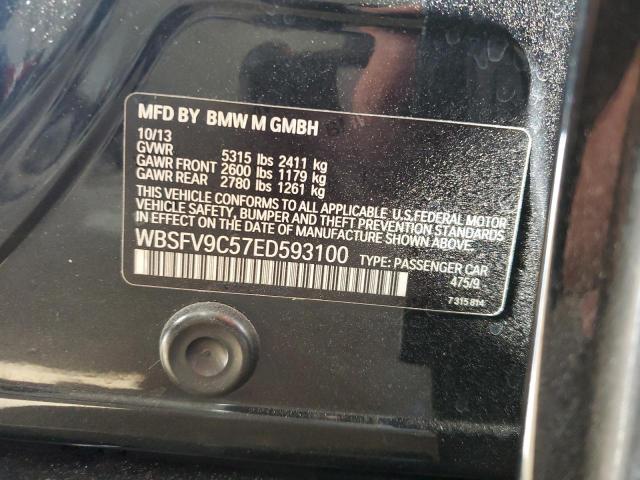 MFD BY BMW M GMBH
10/13
GVWR 5315 lbs 2411 kg
GAWR FRONT 2600 lbs 1179 kg
GAWR REAR 2780 lbs 1261 kg
THIS VEHICLE CONFORMS TO ALL APPLICABLE U.S.FEDERAL MOTOR
VEHICLE SAFETY, BUMPER AND THEFT PREVENTION STANDARDS
IN EFFECT ON THE DATE OF MANUFACTURE SHOWN ABOVE.
WBSFV9C57ED593100 TYPE: PASSENGER CAR
475/9
7 315 814